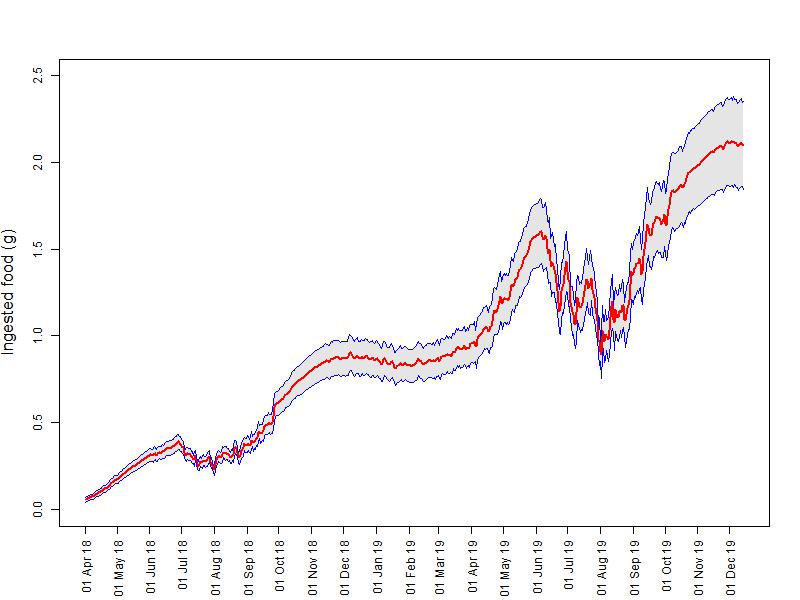 Ingested food (g)
2.5
2.0
1.5
1.0
0.5
0.0
01 Apr 18
01 May 18
01 Jun 18
01 Jul 18
01 Aug 18
01 Sep 18
01 Oct 18
01 Nov 18
01 Dec 18
01 Jan 19
01 Feb 19
01 Mar 19
01 Apr 19
01 May 19
01 Jun 19
01 Jul 19
01 Aug 19
01 Sep 19
01 Oct 19
01 Nov 19
01 Dec 19